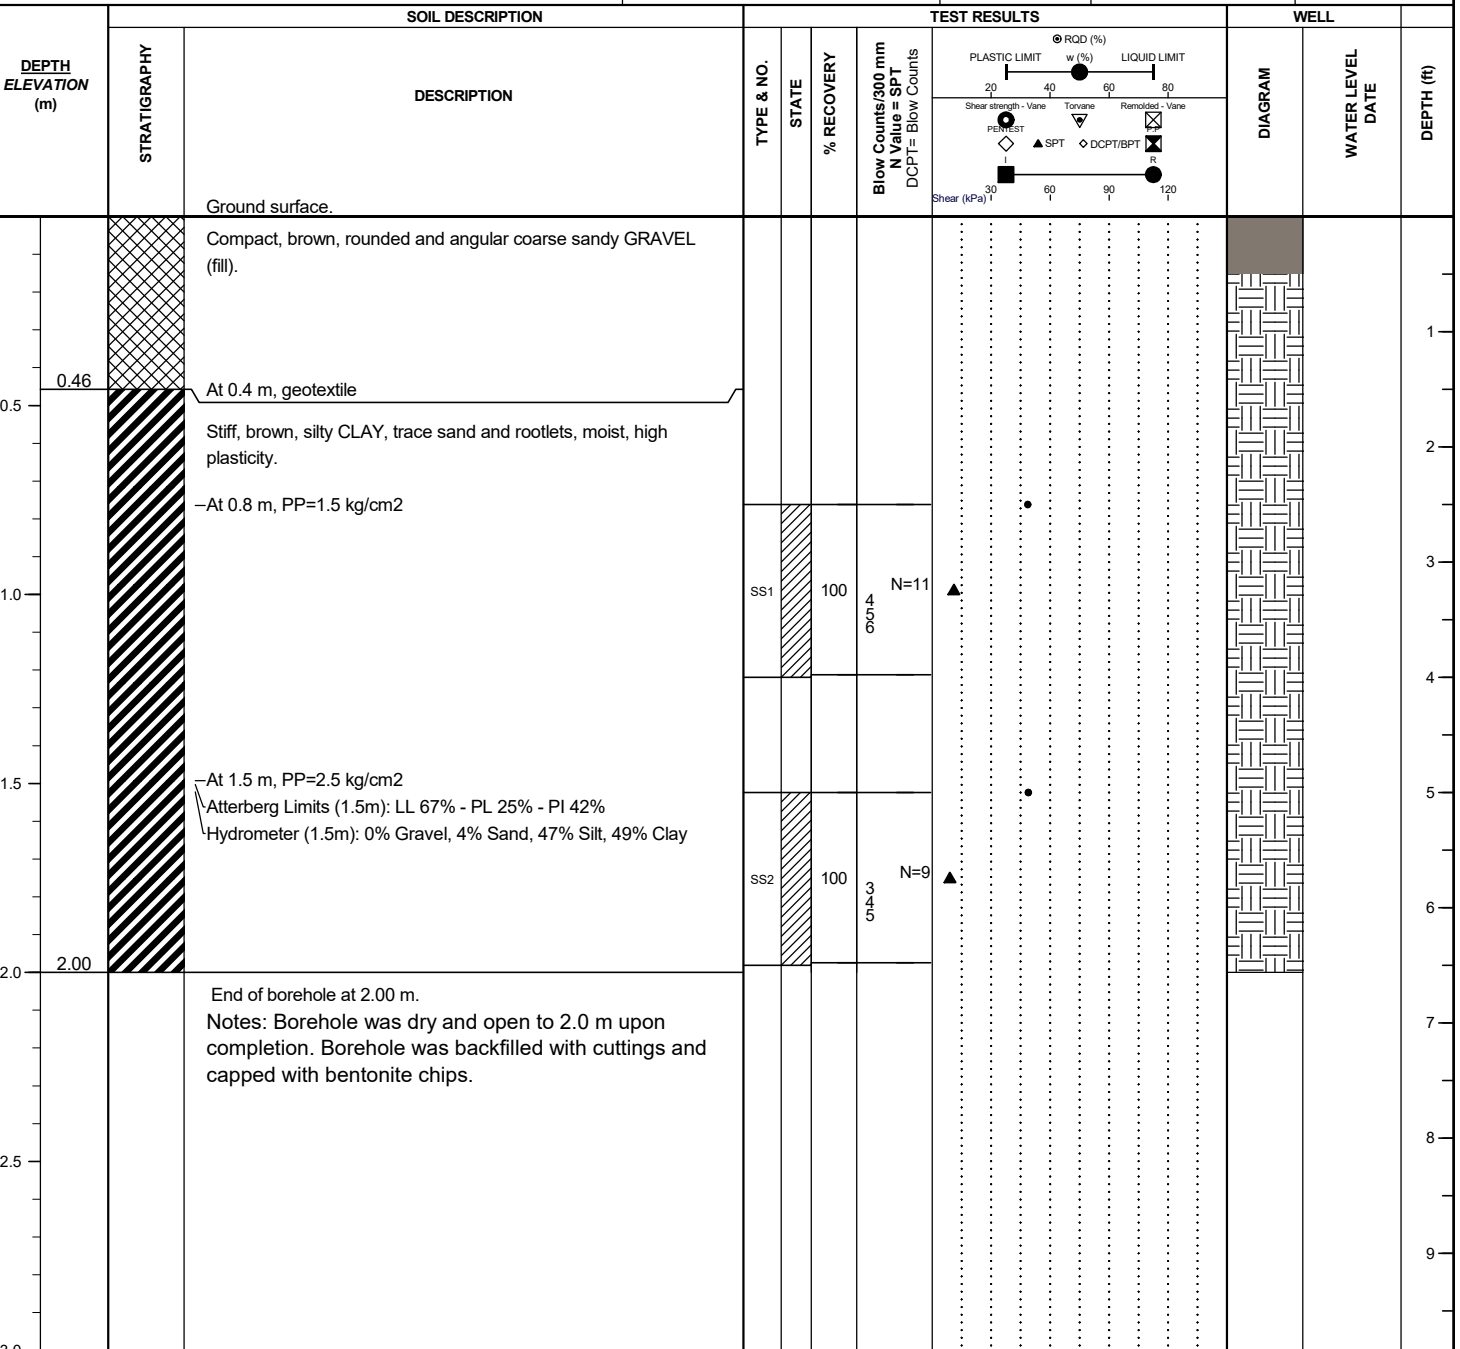 SOIL DESCRIPTION
TEST RESULTS
WELL
DEPTH
ELEVATION
(m)
STRATIGRAPHY
DESCRIPTION
TYPE & NO.
STATE
% RECOVERY
Blow Counts/300 mm
N Value = SPT
DCPT= Blow Counts
RQD (%)
PLASTIC LIMIT w (%) LIQUID LIMIT
20 40 60 80
Shear strength - Vane Torvane Remolded - Vane
PENTEST P.P
SPT DCPT/BPT
I R
Shear (kPa) 30 60 90 120
DIAGRAM
WATER LEVEL
DATE
DEPTH (ft)
Ground surface.
Compact, brown, rounded and angular coarse sandy GRAVEL
(fill).
1
0.46
At 0.4 m, geotextile
0.5
Stiff, brown, silty CLAY, trace sand and rootlets, moist, high
plasticity.
2
At 0.8 m, PP=1.5 kg/cm2
3
1.0
SS1
100
4
5
6
N=11
4
1.5
At 1.5 m, PP=2.5 kg/cm2
Atterberg Limits (1.5m): LL 67% - PL 25% - PI 42%
Hydrometer (1.5m): 0% Gravel, 4% Sand, 47% Silt, 49% Clay
5
SS2
100
3
4
5
N=9
6
2.00
2.0
End of borehole at 2.00 m.
Notes: Borehole was dry and open to 2.0 m upon
completion. Borehole was backfilled with cuttings and
capped with bentonite chips.
7
8
2.5
9